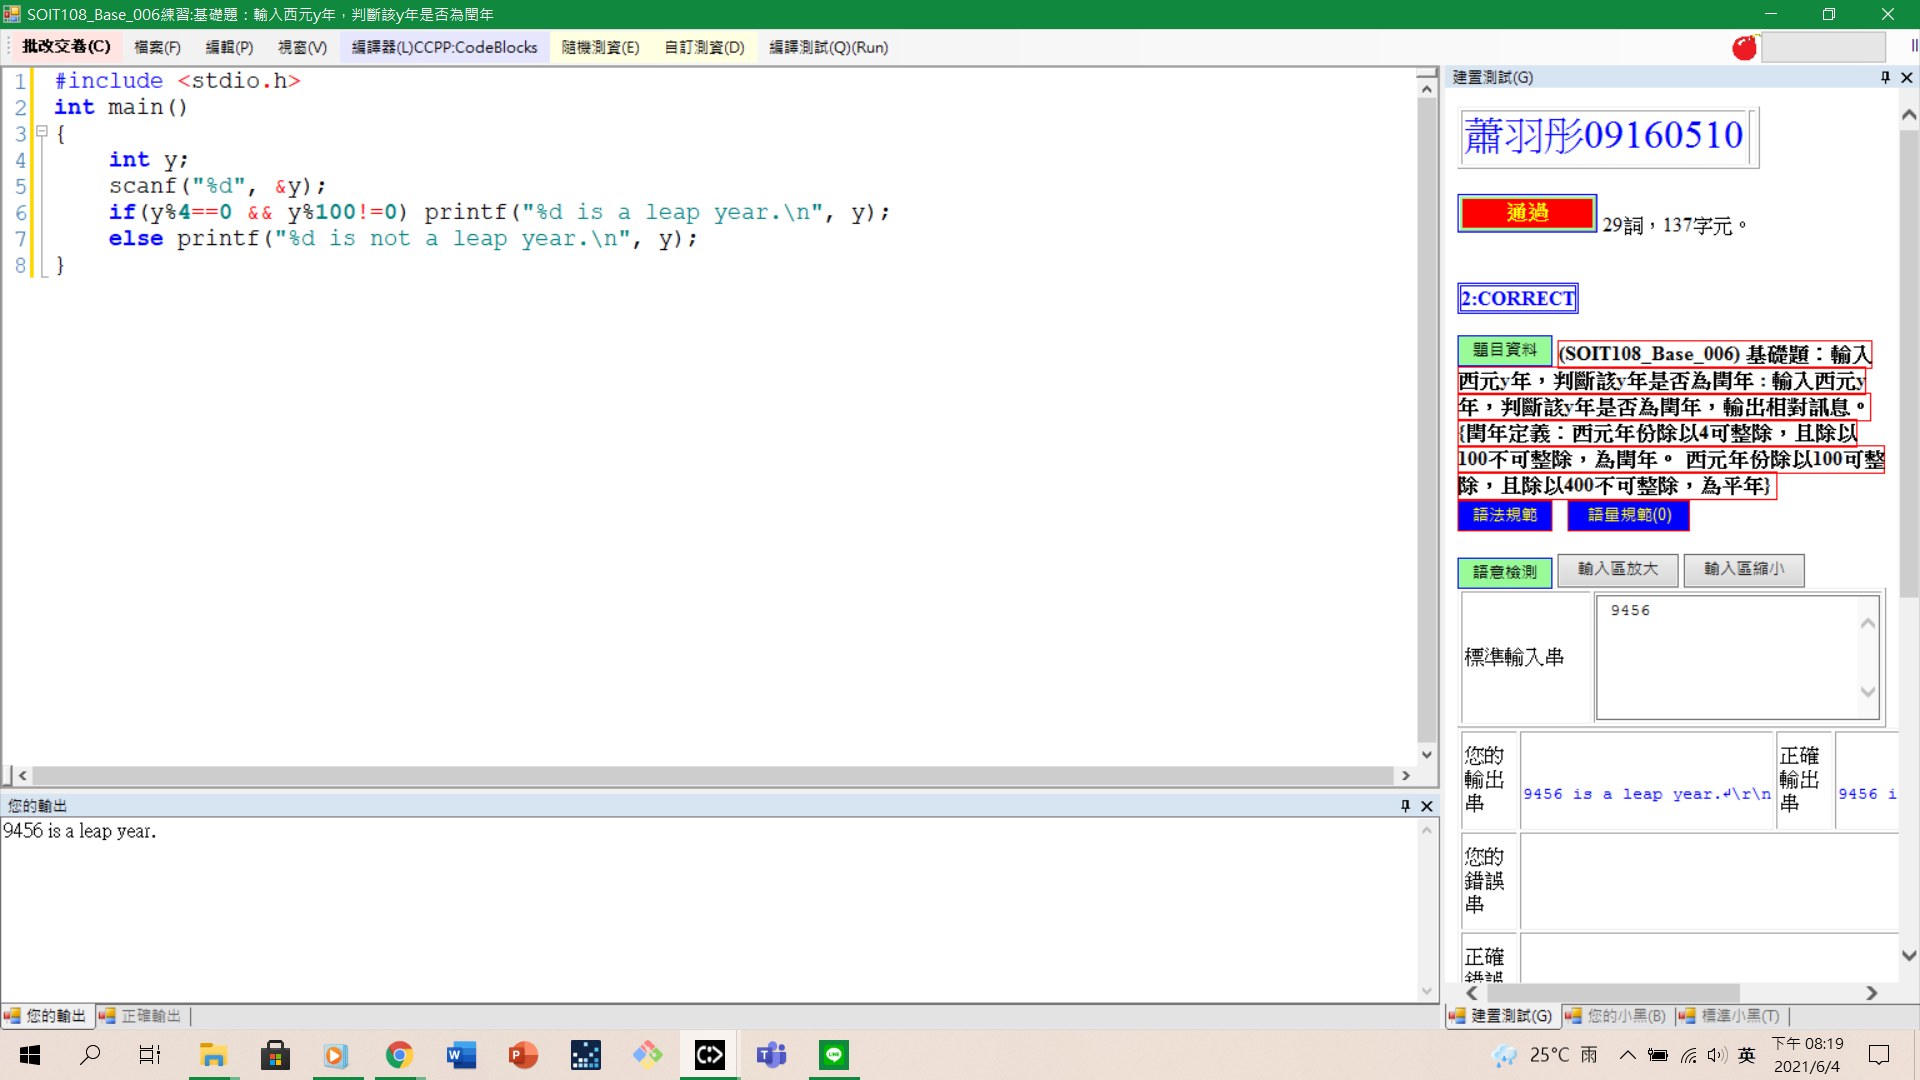 SOIT108_Base_006練習:基礎題：輸入西元y年，判斷該y年是否為閏年
批改交卷(C) 檔案(F) 編輯(P) 視窗(V) 編譯器(L)CCPP:CodeBlocks 隨機測資(E) 自訂測資(D) 編譯測試(Q)(Run)
1 #include <stdio.h>
2 int main()
3 {
4 int y;
5 scanf("%d", &y);
6 if(y%4==0 && y%100!=0) printf("%d is a leap year.\n", y);
7 else printf("%d is not a leap year.\n", y);
8 }
您的輸出
9456 is a leap year.
您的輸出 正確輸出
建置測試(G)
蕭羽彤09160510
通過 29詞，137字元。
2:CORRECT
題目資料 (SOIT108_Base_006) 基礎題：輸入
西元y年，判斷該y年是否為閏年：輸入西元y
年，判斷該y年是否為閏年，輸出相對訊息。
{閏年定義：西元年份除以4可整除，且除以
100不可整除，為閏年。 西元年份除以100可整
除，且除以400不可整除，為平年}
語法規範 語量規範(0)
語意檢測 輸入區放大 輸入區縮小
標準輸入串 9456
您的
輸出
串
9456 is a leap year.↲\r\n
正確
輸出
串
9456 i
您的
錯誤
串
正確
建置測試(G) 您的小黑(B) 標準小黑(T)
25°C 雨 英 下午 08:19
2021/6/4